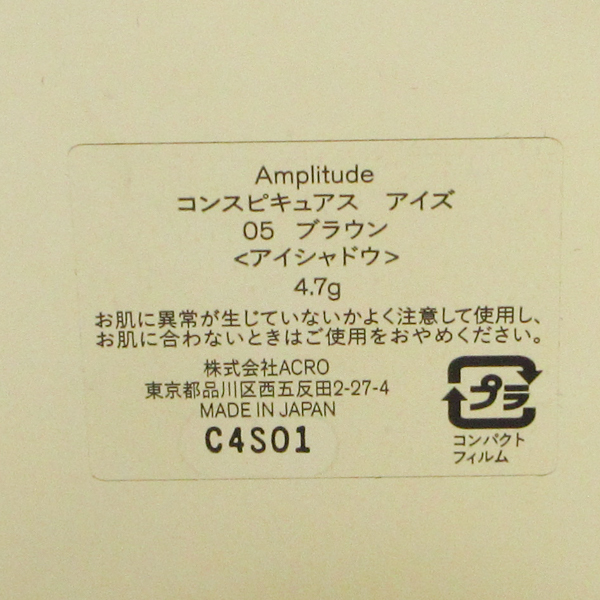 Amplitude
コンスピキュアス アイズ
05 ブラウン
<アイシャドウ>
4.7g
お肌に異常が生じていないかよく注意して使用し、
お肌に合わないときはご使用をおやめください。
株式会社ACRO
東京都品川区西五反田2-27-4
MADE IN JAPAN
C4S01
プラ
コンパクト
フィルム